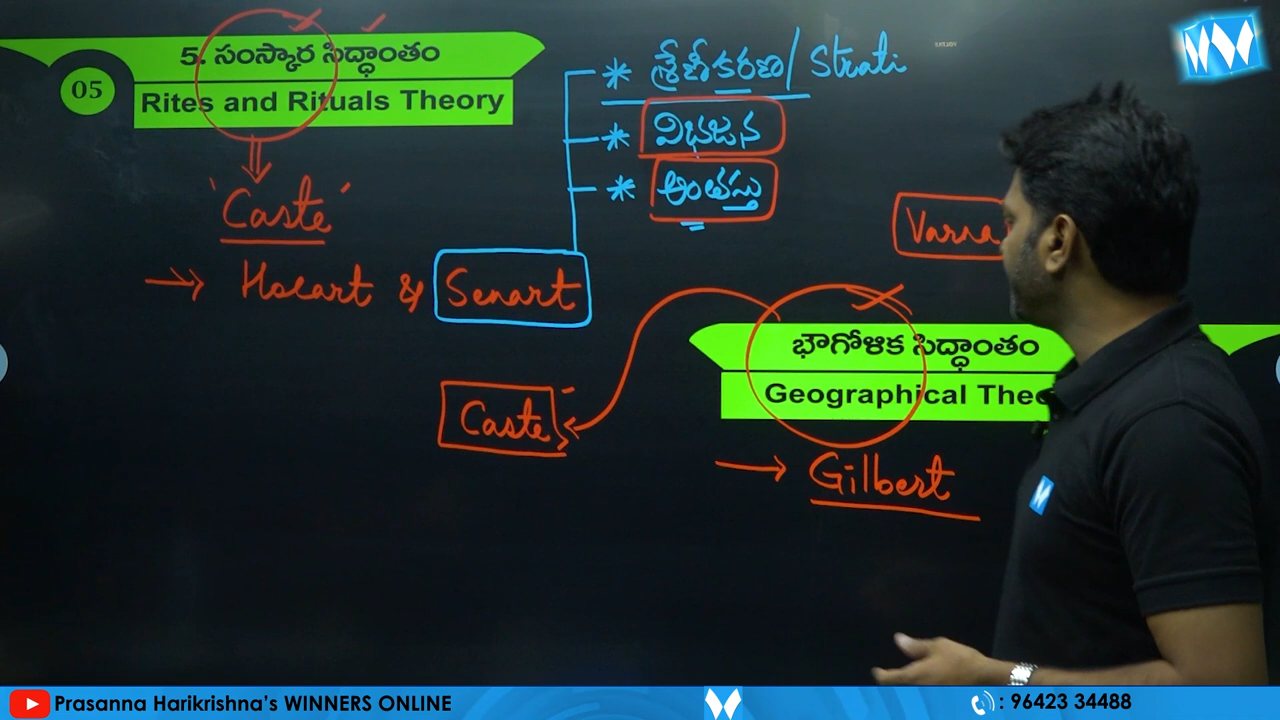 5. సంస్కార సిద్ధాంతం
05
Rites and Rituals Theory
'Caste'
Hocart & Senart
* శ్రేణీకరణ/ Strati
* విభజన
* అంతస్తు
Varna
భౌగోళిక సిద్ధాంతం
Geographical Theo
Caste
Gilbert
W
Prasanna Harikrishna's WINNERS ONLINE
: 96423 34488